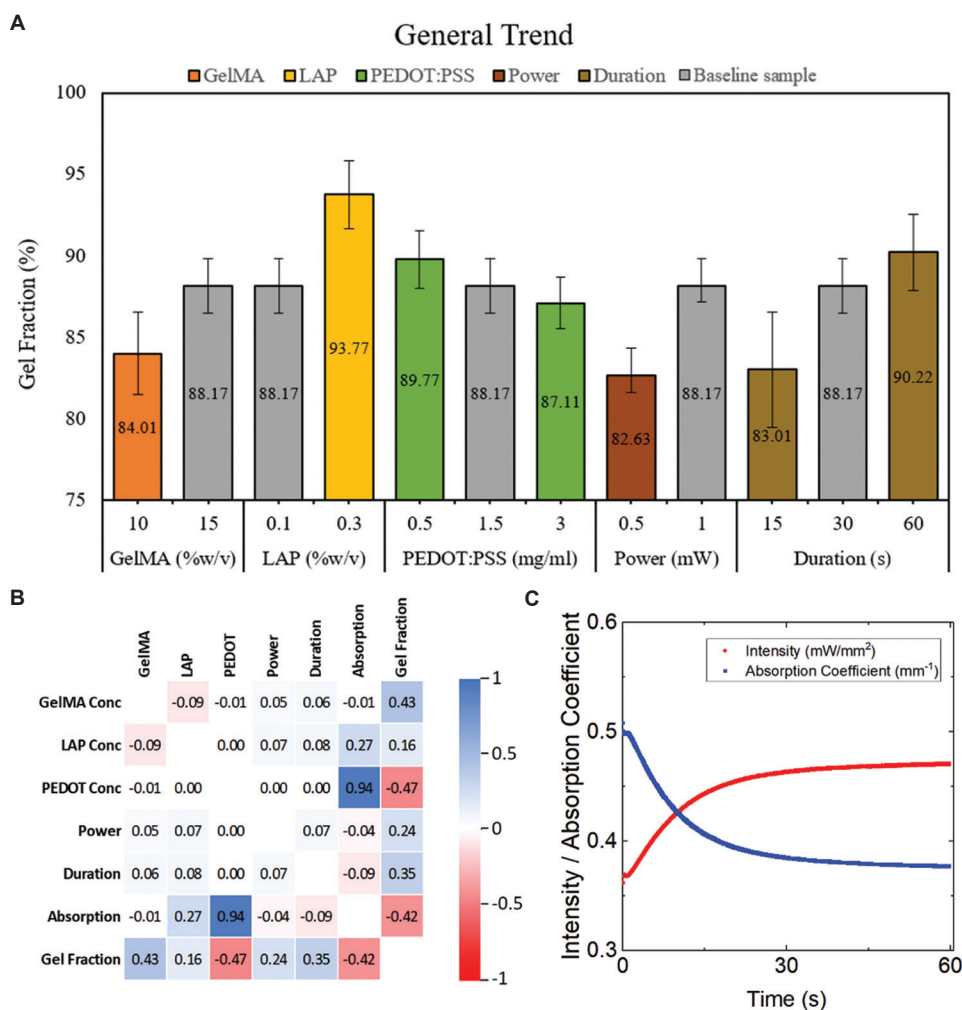 A
General Trend
GelMA LAP PEDOT:PSS Power Duration Baseline sample
Gel Fraction (%)
100
95
90
85
80
75
84.01 88.17 88.17 93.77 89.77 88.17 87.11 82.63 88.17 83.01 88.17 90.22
10 15 0.1 0.3 0.5 1.5 3 0.5 1 15 30 60
GelMA (%w/v) LAP (%w/v) PEDOT:PSS (mg/ml) Power (mW) Duration (s)
B
GelMA LAP PEDOT Power Duration Absorption Gel Fraction
GelMA Conc -0.09 -0.01 0.05 0.06 -0.01 0.43
LAP Conc -0.09 0.00 0.07 0.08 0.27 0.16
PEDOT Conc -0.01 0.00 0.00 0.00 0.94 -0.47
Power 0.05 0.07 0.00 0.07 -0.04 0.24
Duration 0.06 0.08 0.00 0.07 -0.09 0.35
Absorption -0.01 0.27 0.94 -0.04 -0.09 -0.42
Gel Fraction 0.43 0.16 -0.47 0.24 0.35 -0.42
1
0.5
0
-0.5
-1
C
Intensity / Absorption Coefficient
0.6
0.5
0.4
0.3
Intensity (mW/mm²)
Absorption Coefficient (mm⁻¹)
0 30 60
Time (s)